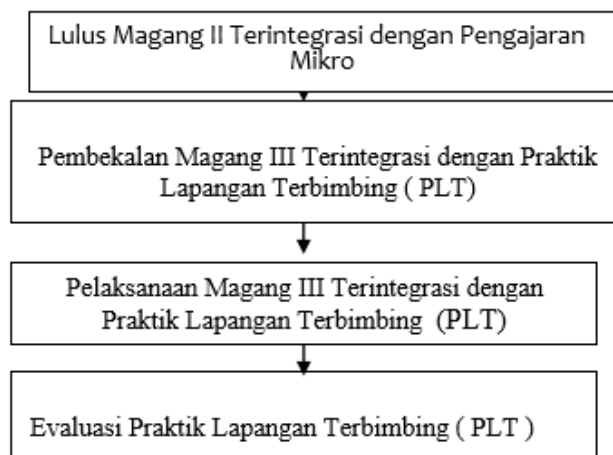 Lulus Magang II Terintegrasi dengan Pengajaran
Mikro
Pembekalan Magang III Terintegrasi dengan Praktik
Lapangan Terbimbing ( PLT)
Pelaksanaan Magang III Terintegrasi dengan
Praktik Lapangan Terbimbing (PLT)
Evaluasi Praktik Lapangan Terbimbing ( PLT )